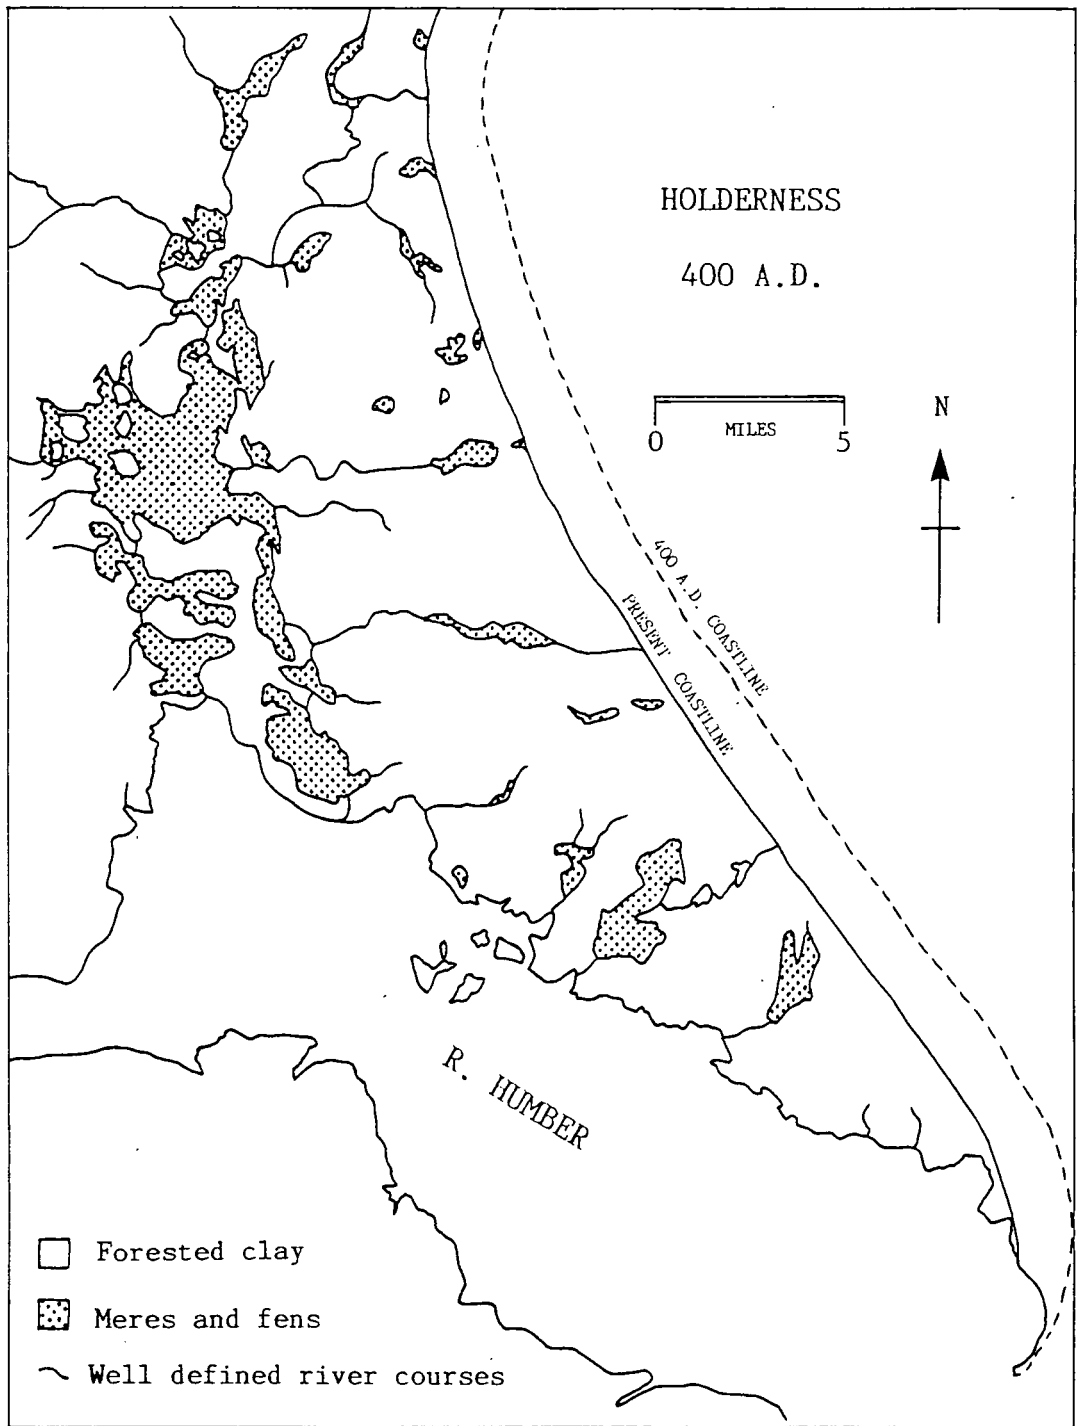 HOLDERNESS
400 A.D.
N
0 MILES 5
400 A.D. COASTLINE
PRESENT COASTLINE
R. HUMBER
Forested clay
Meres and fens
Well defined river courses